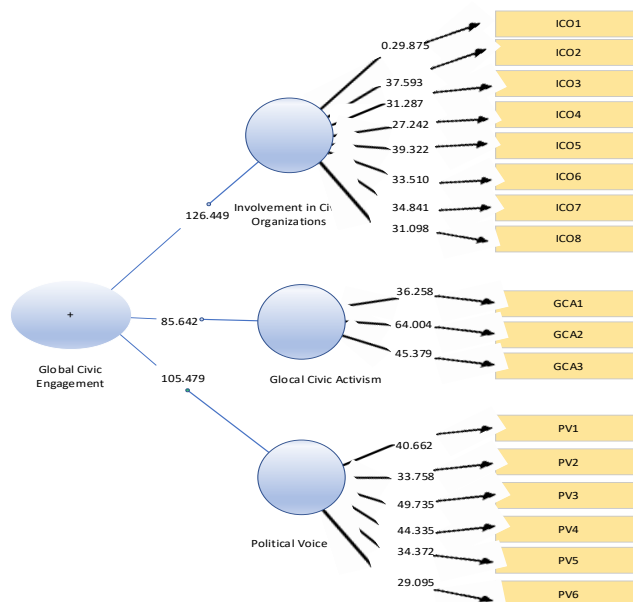 ICO1
0.29.875
ICO2
37.593
ICO3
31.287
ICO4
27.242
ICO5
39.322
33.510
ICO6
34.841
ICO7
126.449
Involvement in Civ
Organizations
31.098
ICO8
36.258
GCA1
+
85.642
64.004
GCA2
Global Civic
Engagement
105.479
Glocal Civic Activism
45.379
GCA3
40.662
PV1
33.758
PV2
49.735
PV3
44.335
PV4
Political Voice
34.372
PV5
29.095
PV6